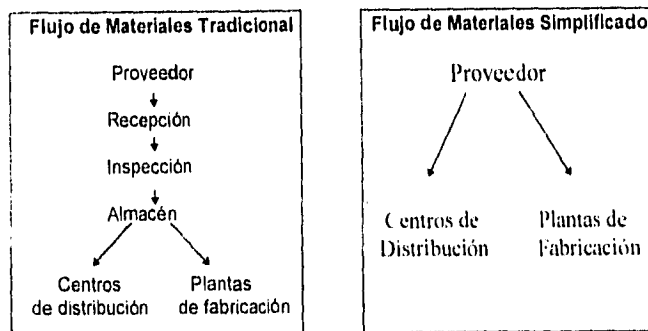 Flujo de Materiales Tradicional
Proveedor
Recepción
Inspección
Almacén
Centros
de distribución
Plantas
de fabricación
Flujo de Materiales Simplificado
Proveedor
Centros de
Distribución
Plantas de
Fabricación